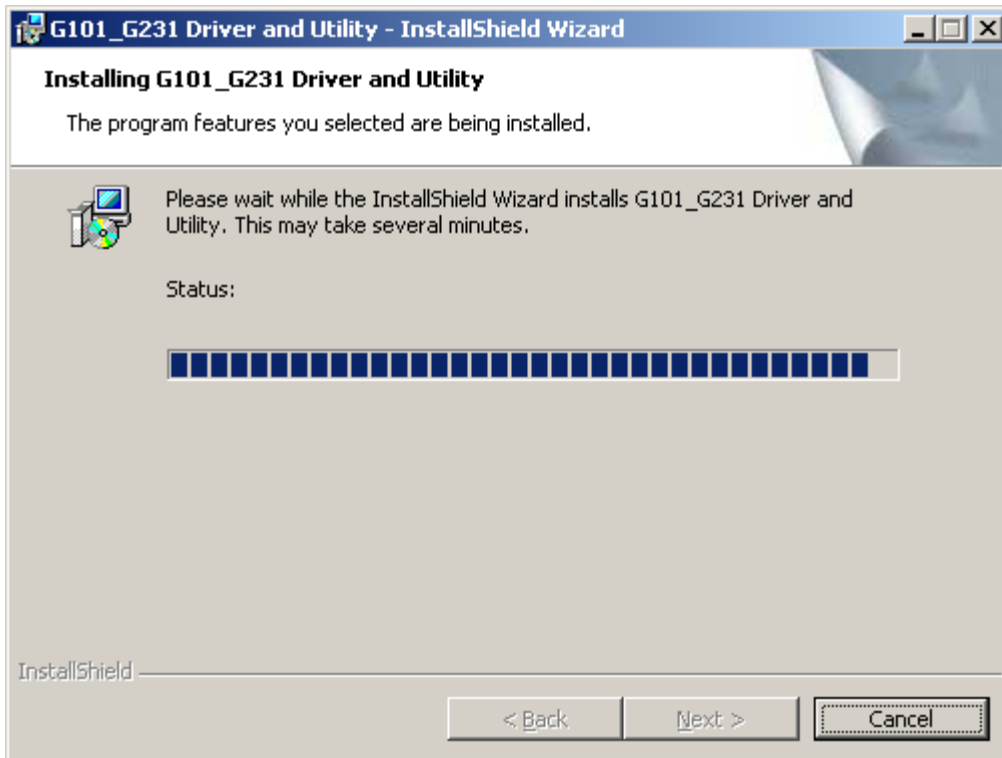 G101_G231 Driver and Utility - InstallShield Wizard
Installing G101_G231 Driver and Utility
The program features you selected are being installed.
Please wait while the InstallShield Wizard installs G101_G231 Driver and
Utility. This may take several minutes.
Status:
InstallShield
< Back
Next >
Cancel